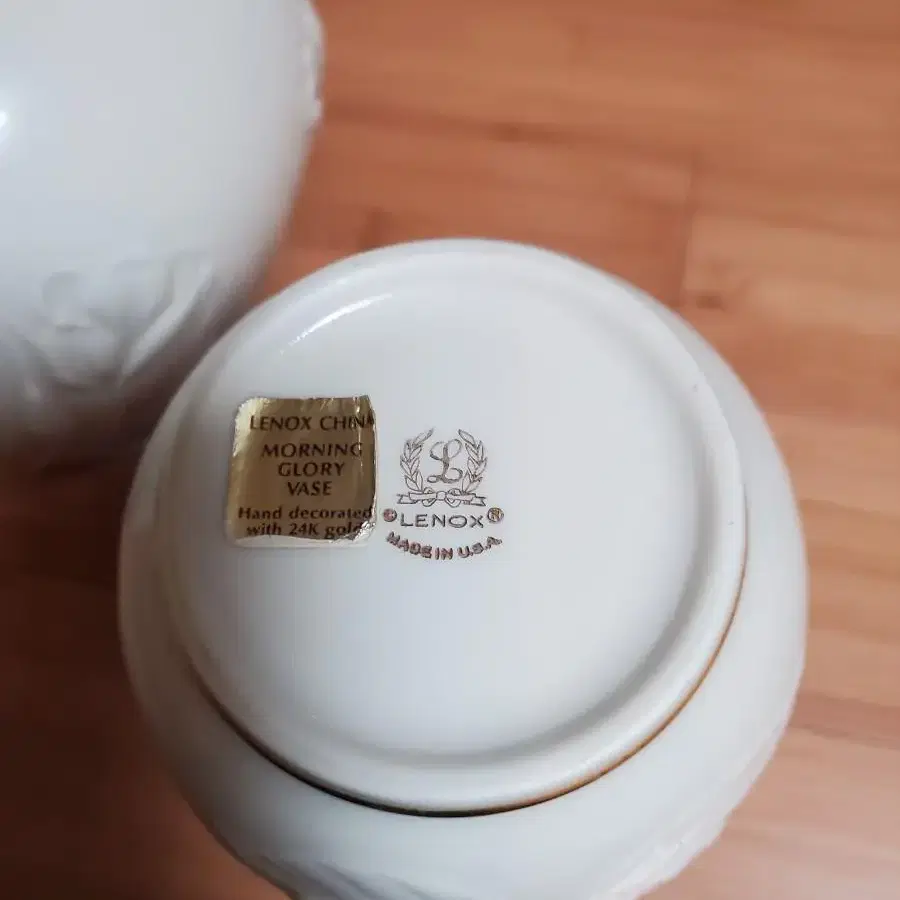 LENOX CHINA
MORNING
GLORY
VASE
Hand decorated
with 24K gold
L
© LENOX ®
MADE IN U.S.A.